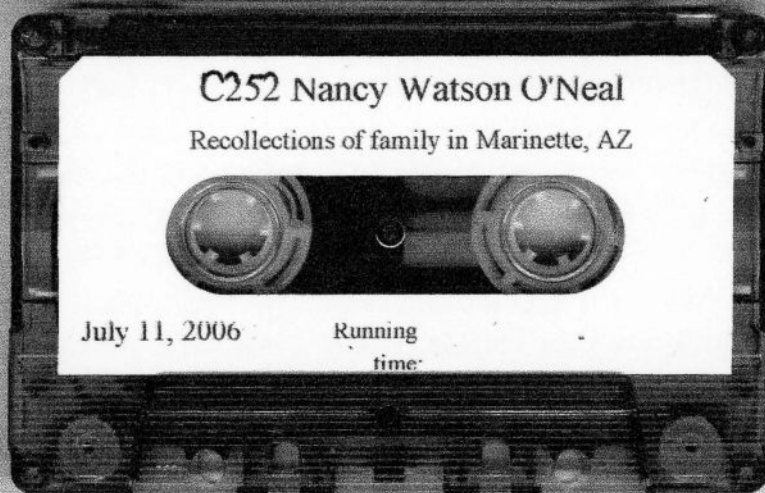 C252 Nancy Watson O'Neal
Recollections of family in Marinette, AZ
July 11, 2006 Running
time: